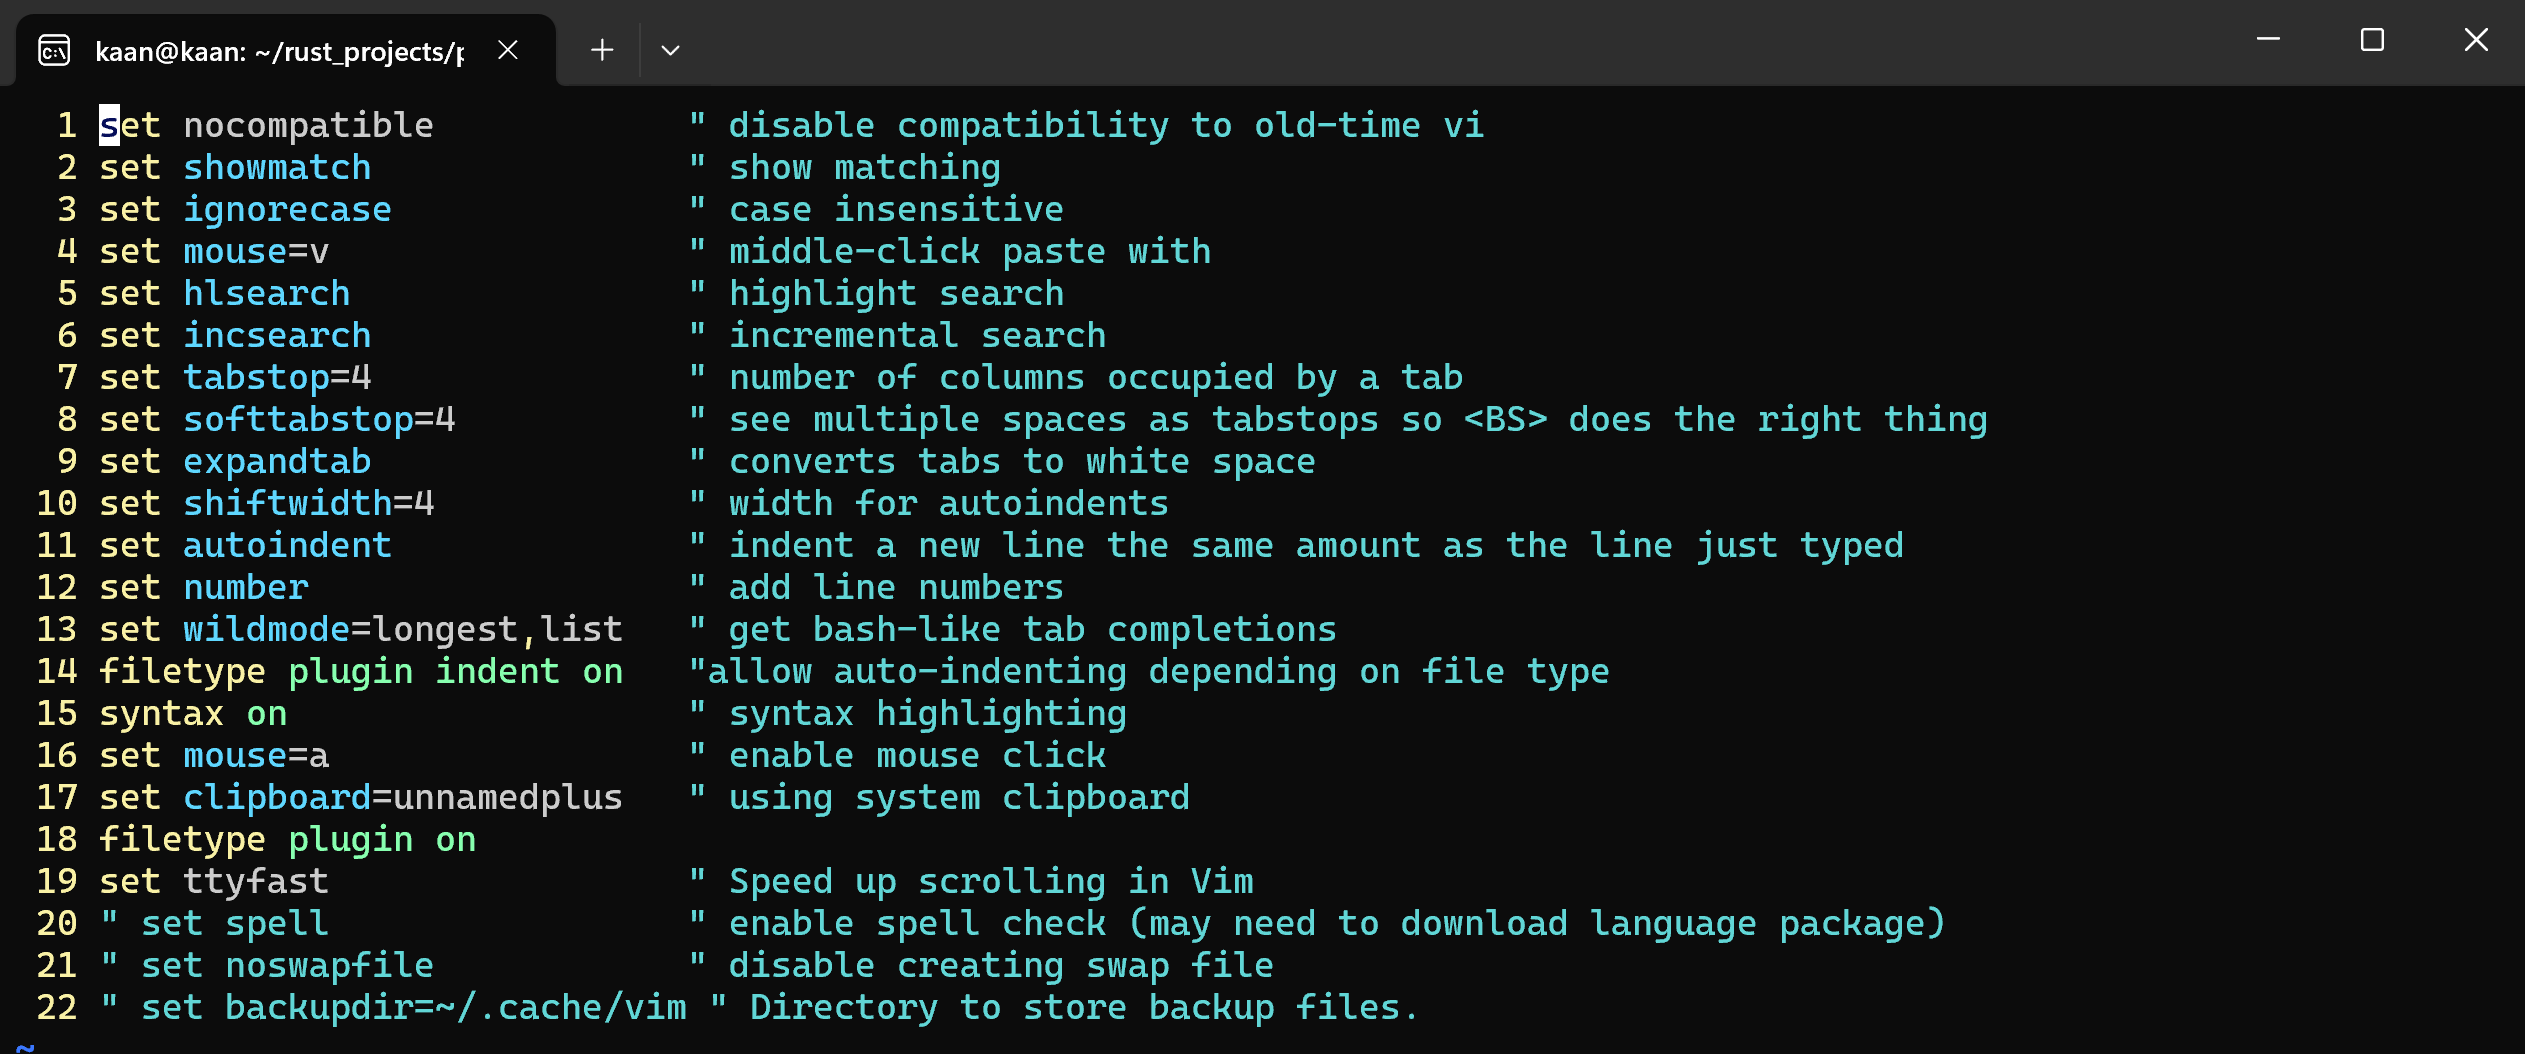 kaan@kaan: ~/rust_projects/p
1 set nocompatible            " disable compatibility to old-time vi
2 set showmatch               " show matching
3 set ignorecase              " case insensitive
4 set mouse=v                 " middle-click paste with
5 set hlsearch                " highlight search
6 set incsearch               " incremental search
7 set tabstop=4               " number of columns occupied by a tab
8 set softtabstop=4           " see multiple spaces as tabstops so <BS> does the right thing
9 set expandtab               " converts tabs to white space
10 set shiftwidth=4            " width for autoindents
11 set autoindent              " indent a new line the same amount as the line just typed
12 set number                  " add line numbers
13 set wildmode=longest,list   " get bash-like tab completions
14 filetype plugin indent on   "allow auto-indenting depending on file type
15 syntax on                   " syntax highlighting
16 set mouse=a                 " enable mouse click
17 set clipboard=unnamedplus   " using system clipboard
18 filetype plugin on
19 set ttyfast                 " Speed up scrolling in Vim
20 " set spell                 " enable spell check (may need to download language package)
21 " set noswapfile            " disable creating swap file
22 " set backupdir=~/.cache/vim " Directory to store backup files.
~